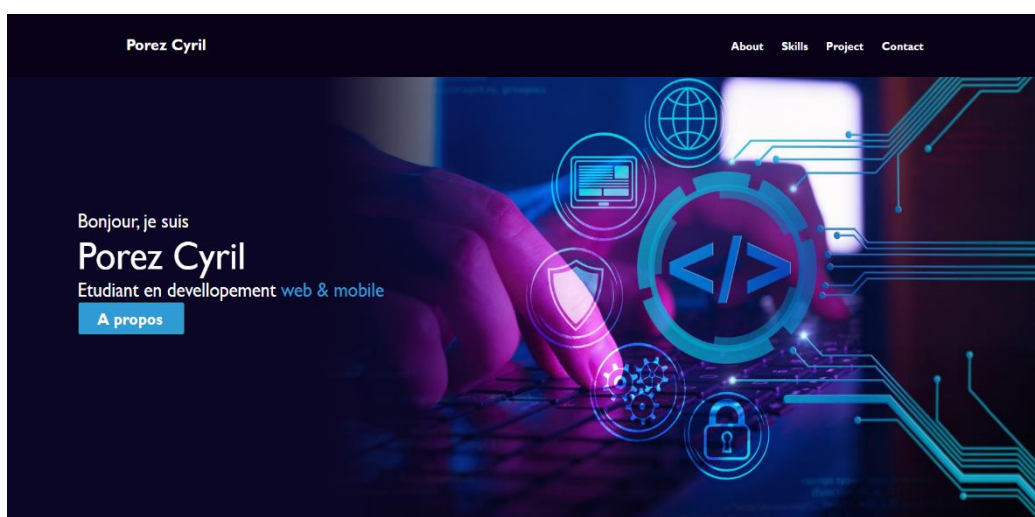 Porez Cyril
About Skills Project Contact
Bonjour, je suis
Porez Cyril
Etudiant en devellopement web & mobile
A propos
</>